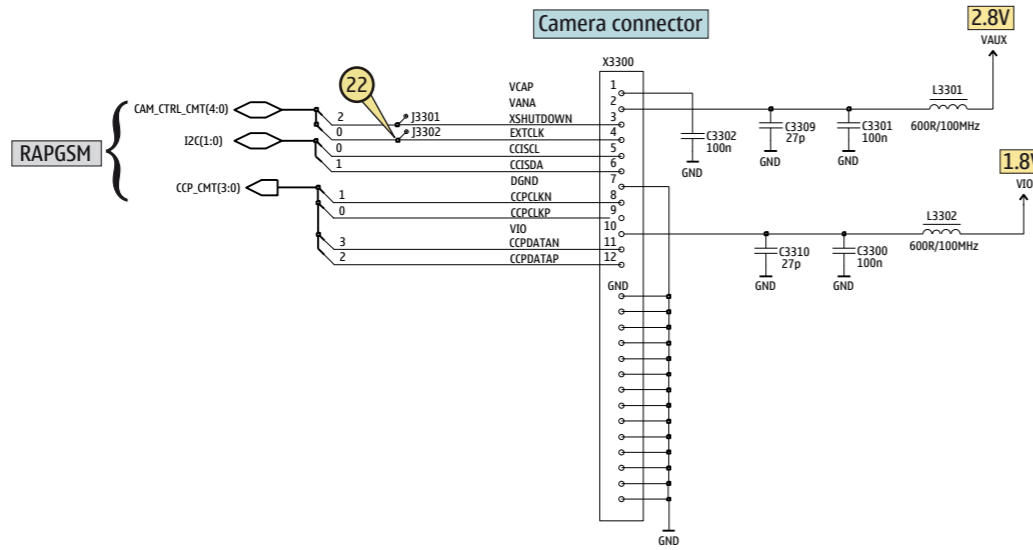 Camera connector
2.8V
VAUX
X3300
22
VCAP
1
L3301
CAM_CTRL_CMT(4:0)
VANA
2
2
J3301
XSHUTDOWN
3
600R/100MHz
0
J3302
EXTCLK
4
C3302
100n
C3309
27p
C3301
100n
I2C(1:0)
0
CCISCL
5
RAPGSM
1
CCISDA
6
GND
GND
GND
1.8V
DGND
7
VIO
CCP_CMT(3:0)
1
CCPCLKN
8
0
CCPCLKP
9
L3302
VIO
10
3
CCPDATAN
11
600R/100MHz
2
CCPDATAP
12
C3310
27p
C3300
100n
GND
GND
GND
GND